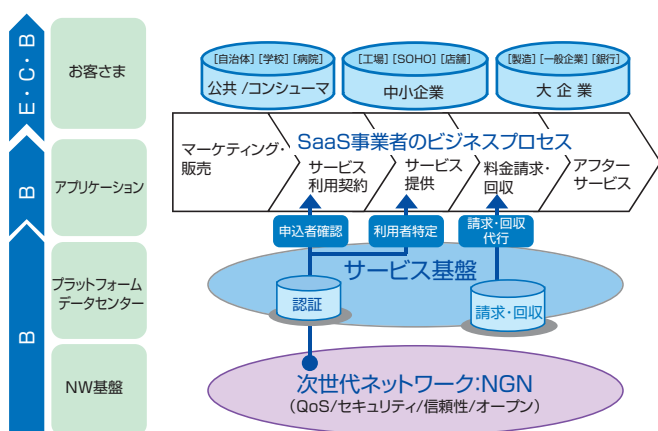 E・C・B
お客さま
[自治体] [学校] [病院]
公共 /コンシューマ
[工場] [SOHO] [店舗]
中小企業
[製造] [一般企業] [銀行]
大 企 業
B
アプリケーション
SaaS事業者のビジネスプロセス
マーケティング・
販売
サービス
利用契約
サービス
提供
料金請求・
回収
アフター
サービス
申込者確認
利用者特定
請求・回収
代行
B
プラットフォーム
データセンター
サービス基盤
認証
請求・回収
NW基盤
次世代ネットワーク:NGN
(QoS/セキュリティ/信頼性/オープン)